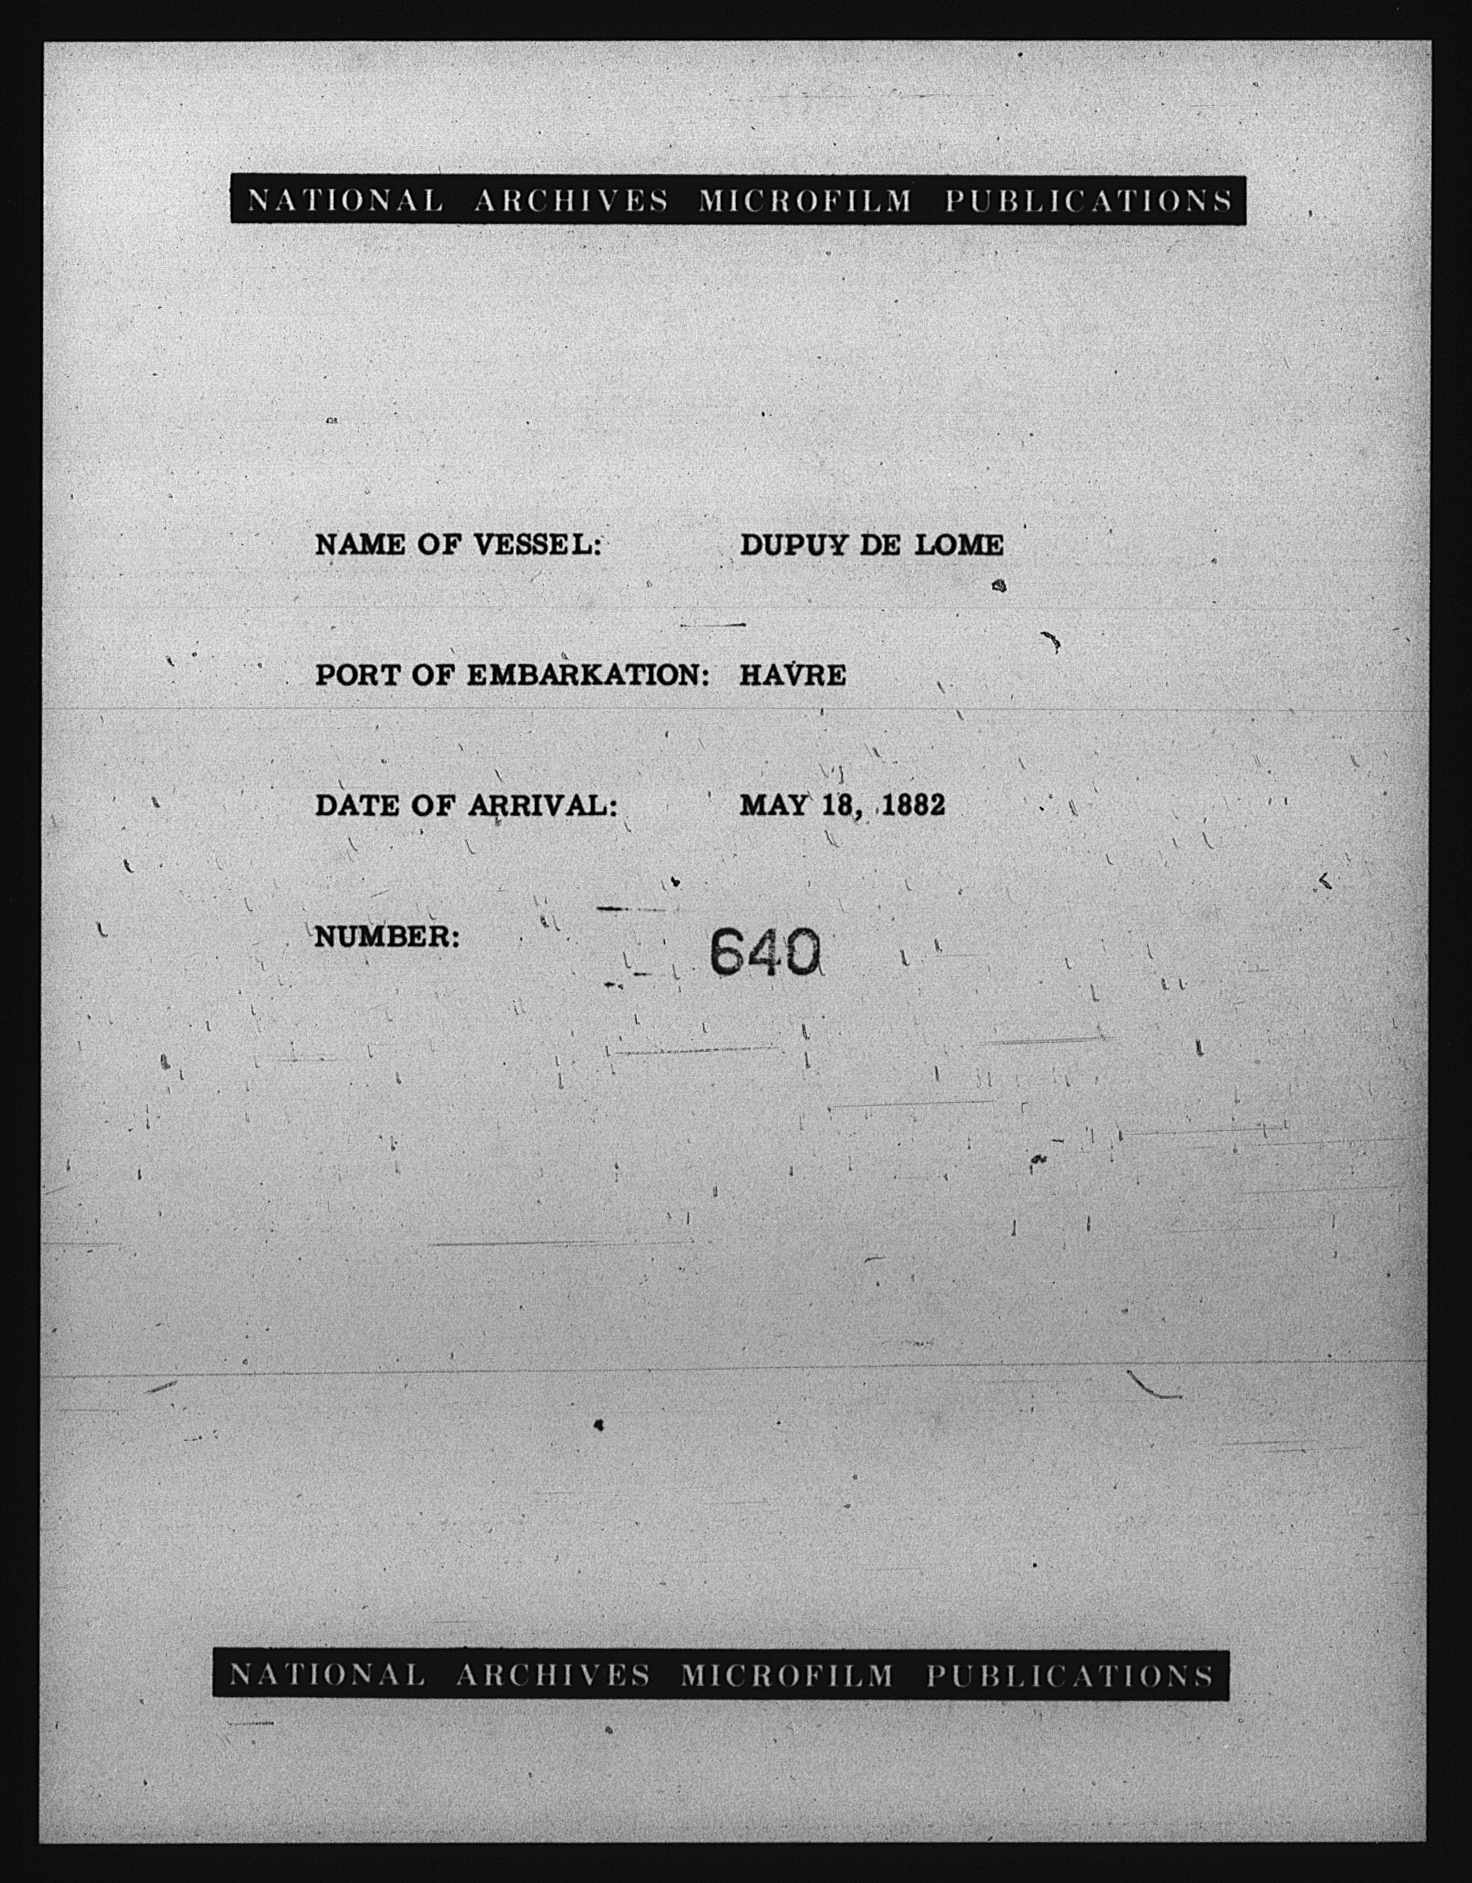 NATIONAL ARCHIVES MICROFILM PUBLICATIONS
NAME OF VESSEL: DUPUY DE LOME
PORT OF EMBARKATION: HAVRE
DATE OF ARRIVAL: MAY 18, 1882
NUMBER: 640
NATIONAL ARCHIVES MICROFILM PUBLICATIONS